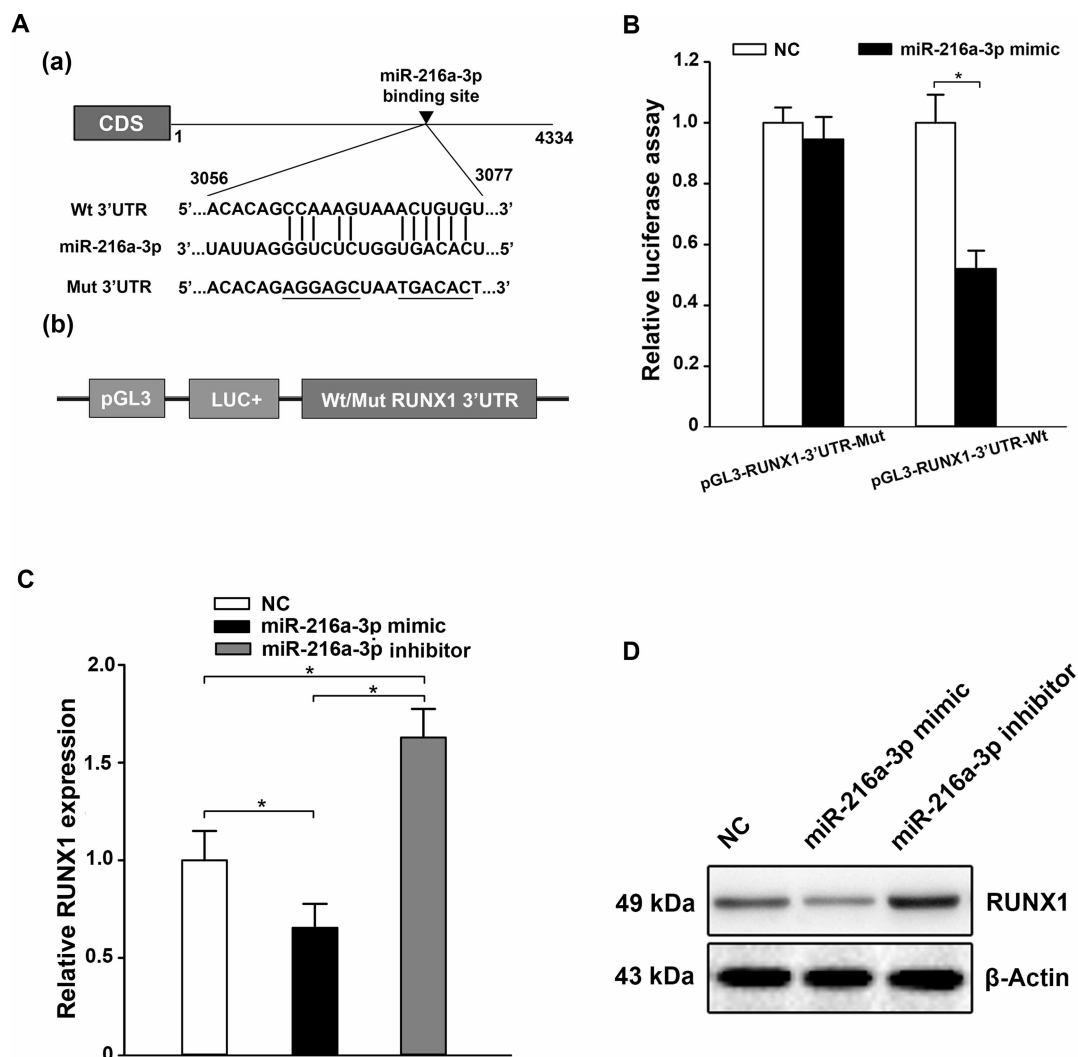 A
(a)
miR-216a-3p
binding site
CDS
1
4334
3056
3077
Wt 3’UTR 5’...ACACAGCCAAAGUAAACUGUGU...3’
miR-216a-3p 3’...UAUUAGGGUCUCUGGUGACACU...5’
Mut 3’UTR 5’...ACACAGAGGAGCUAATGACACT...3’
(b)
pGL3 LUC+ Wt/Mut RUNX1 3’UTR
B
NC miR-216a-3p mimic
Relative luciferase assay
1.2
1.0
0.8
0.6
0.4
0.2
0
*
pGL3-RUNX1-3’UTR-Mut
pGL3-RUNX1-3’UTR-Wt
C
NC
miR-216a-3p mimic
miR-216a-3p inhibitor
Relative RUNX1 expression
2.0
1.5
1.0
0.5
0
*
*
*
D
NC
miR-216a-3p mimic
miR-216a-3p inhibitor
49 kDa RUNX1
43 kDa β-Actin